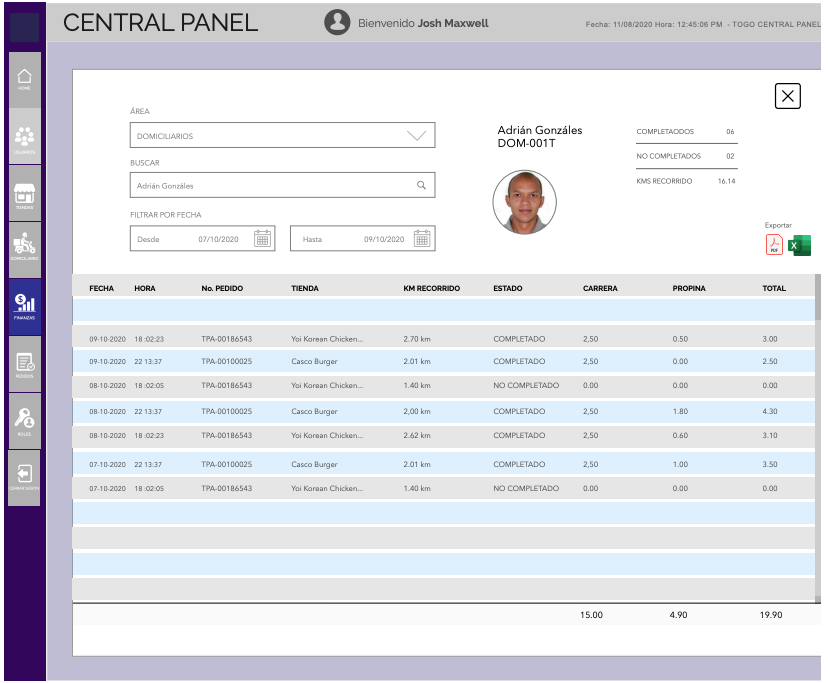 CENTRAL PANEL
Bienvenido Josh Maxwell
Fecha: 11/08/2020 Hora: 12:45:06 PM - TOGO CENTRAL PANEL
HOME
USUARIOS
TIENDAS
DOMICILIARIO
FINANZAS
PEDIDOS
ROLES
CERRAR SESIÓN
ÁREA
DOMICILIARIOS
BUSCAR
Adrián Gonzáles
FILTRAR POR FECHA
Desde 07/10/2020
Hasta 09/10/2020
Adrián Gonzáles
DOM-001T
COMPLETAODOS 06
NO COMPLETADOS 02
KMS RECORRIDO 16.14
Exportar
PDF
X
FECHA HORA No. PEDIDO TIENDA KM RECORRIDO ESTADO CARRERA PROPINA TOTAL
09-10-2020 18 :02:23 TPA-00186543 Yoi Korean Chicken... 2.70 km COMPLETADO 2,50 0.50 3.00
09-10-2020 22 13:37 TPA-00100025 Casco Burger 2.01 km COMPLETADO 2,50 0.00 2.50
08-10-2020 18 :02:05 TPA-00186543 Yoi Korean Chicken... 1.40 km NO COMPLETADO 0.00 0.00 0.00
08-10-2020 22 13:37 TPA-00100025 Casco Burger 2,00 km COMPLETADO 2,50 1.80 4.30
08-10-2020 18 :02:23 TPA-00186543 Yoi Korean Chicken... 2.62 km COMPLETADO 2,50 0.60 3.10
07-10-2020 22 13:37 TPA-00100025 Casco Burger 2.01 km COMPLETADO 2,50 1.00 3.50
07-10-2020 18 :02:05 TPA-00186543 Yoi Korean Chicken... 1.40 km NO COMPLETADO 0.00 0.00 0.00
15.00 4.90 19.90